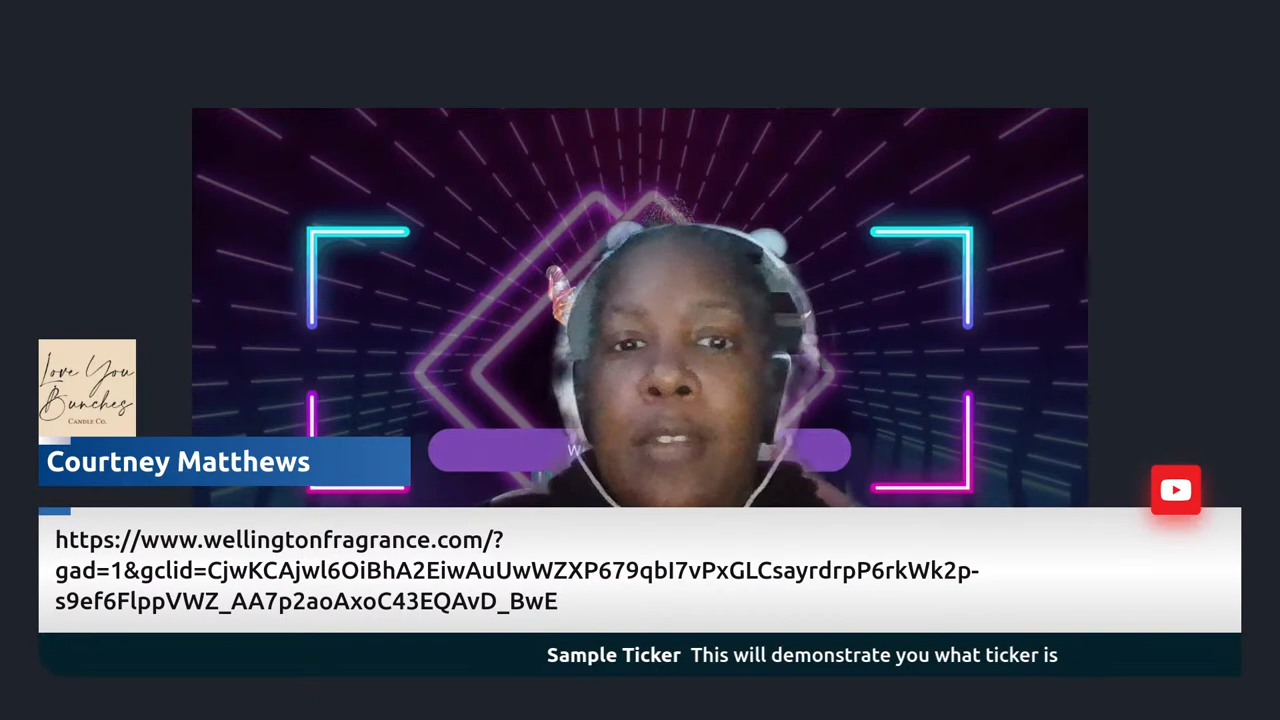 Love You
Bunches
CANDLE CO.
Courtney Matthews
W
https://www.wellingtonfragrance.com/?
gad=1&gclid=CjwKCAjwl6OiBhA2EiwAuUwWZXP679qbI7vPxGLCsayrdrpP6rkWk2p-
s9ef6FlppVWZ_AA7p2aoAxoC43EQAvD_BwE
Sample Ticker This will demonstrate you what ticker is